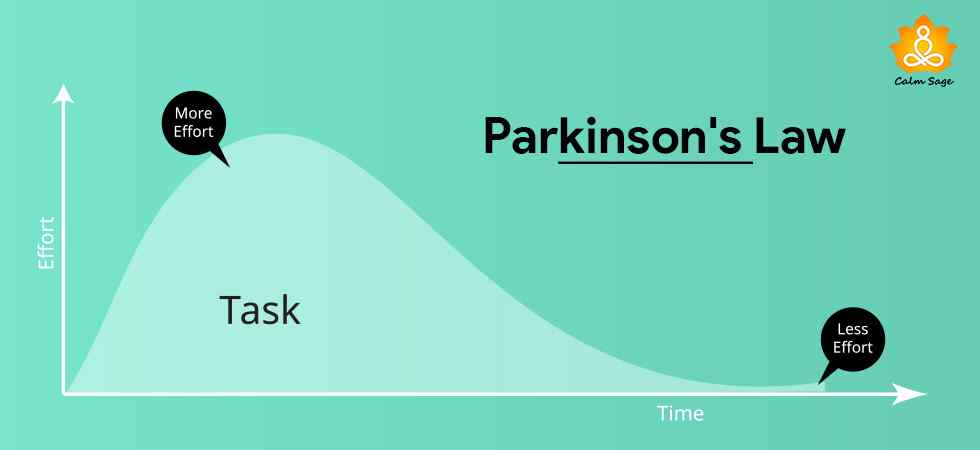 Calm Sage
More
Effort
Parkinson's Law
Effort
Task
Less
Effort
Time